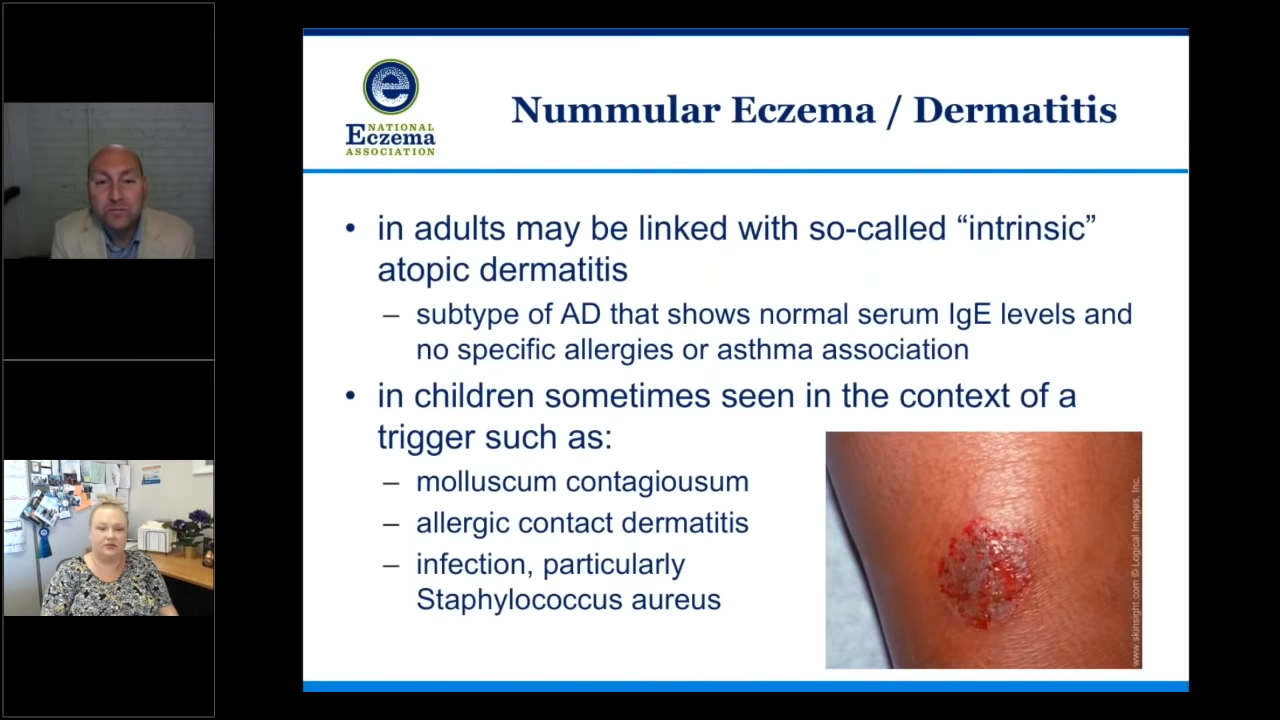 NATIONAL
Eczema
ASSOCIATION
Nummular Eczema / Dermatitis
• in adults may be linked with so-called “intrinsic”
atopic dermatitis
– subtype of AD that shows normal serum IgE levels and
no specific allergies or asthma association
• in children sometimes seen in the context of a
trigger such as:
– molluscum contagiousum
– allergic contact dermatitis
– infection, particularly
Staphylococcus aureus
www.skinsight.com © Logical Images, Inc.